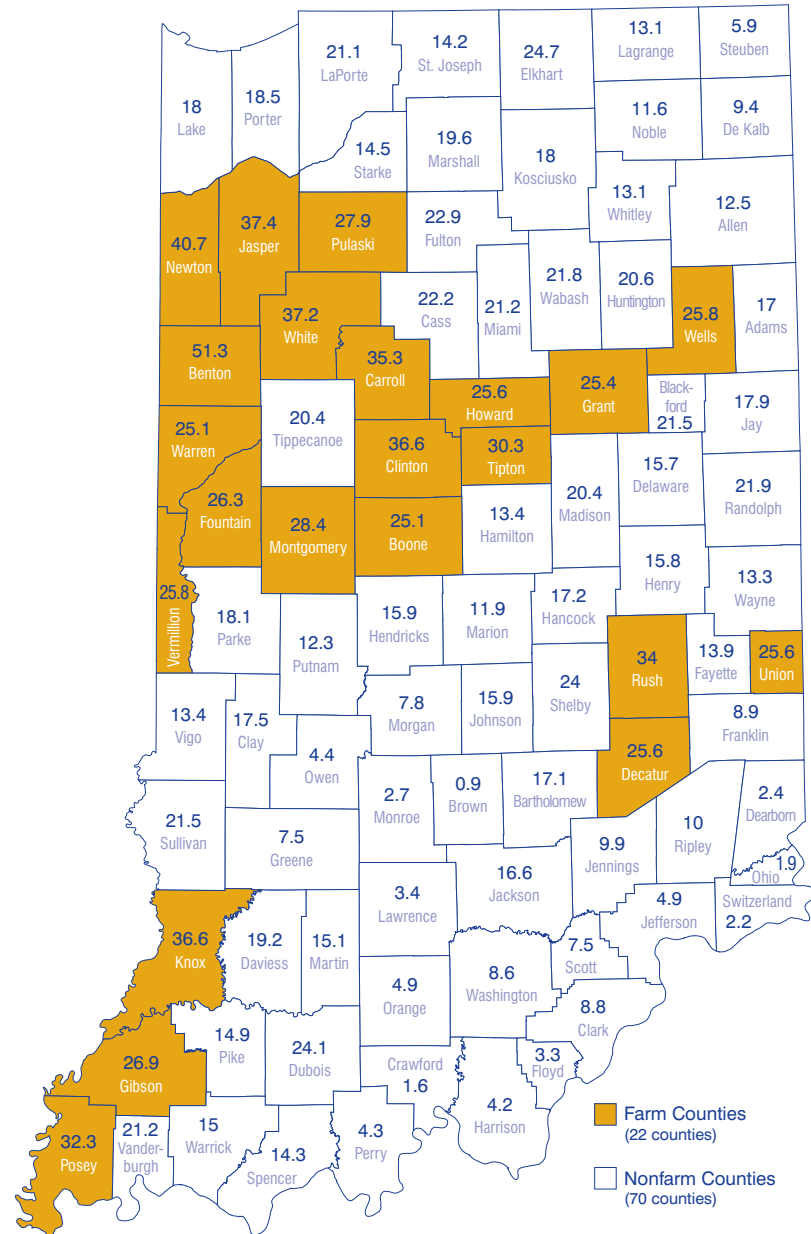 5.9
Steuben
13.1
Lagrange
14.2
St. Joseph
24.7
Elkhart
21.1
LaPorte
18
Lake
18.5
Porter
11.6
Noble
9.4
De Kalb
14.5
Starke
19.6
Marshall
18
Kosciusko
13.1
Whitley
12.5
Allen
40.7
Newton
37.4
Jasper
27.9
Pulaski
22.9
Fulton
22.2
Cass
21.2
Miami
21.8
Wabash
20.6
Huntington
25.8
Wells
17
Adams
37.2
White
51.3
Benton
35.3
Carroll
25.6
Howard
25.4
Grant
Black-
ford
21.5
17.9
Jay
25.1
Warren
20.4
Tippecanoe
36.6
Clinton
30.3
Tipton
20.4
Madison
15.7
Delaware
21.9
Randolph
26.3
Fountain
28.4
Montgomery
25.1
Boone
13.4
Hamilton
15.8
Henry
13.3
Wayne
25.8
Vermillion
18.1
Parke
12.3
Putnam
15.9
Hendricks
11.9
Marion
17.2
Hancock
34
Rush
13.9
Fayette
25.6
Union
13.4
Vigo
17.5
Clay
4.4
Owen
7.8
Morgan
15.9
Johnson
24
Shelby
25.6
Decatur
8.9
Franklin
21.5
Sullivan
7.5
Greene
2.7
Monroe
0.9
Brown
17.1
Bartholomew
9.9
Jennings
10
Ripley
2.4
Dearborn
1.9
Ohio
Switzerland
2.2
36.6
Knox
19.2
Daviess
15.1
Martin
3.4
Lawrence
16.6
Jackson
4.9
Jefferson
7.5
Scott
4.9
Orange
8.6
Washington
8.8
Clark
26.9
Gibson
14.9
Pike
24.1
Dubois
Crawford
1.6
3.3
Floyd
4.2
Harrison
32.3
Posey
21.2
Vander-
burgh
15
Warrick
14.3
Spencer
4.3
Perry
Farm Counties
(22 counties)
Nonfarm Counties
(70 counties)